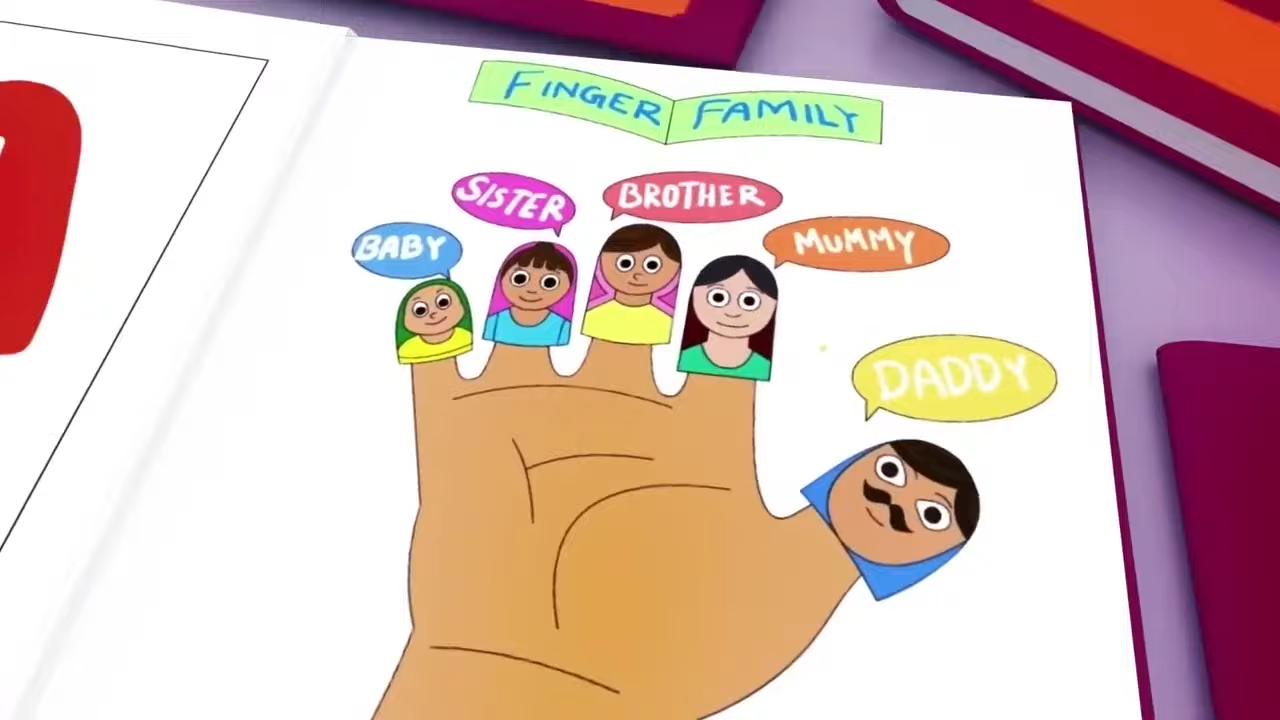 FINGER FAMILY
SISTER
BROTHER
BABY
MUMMY
DADDY